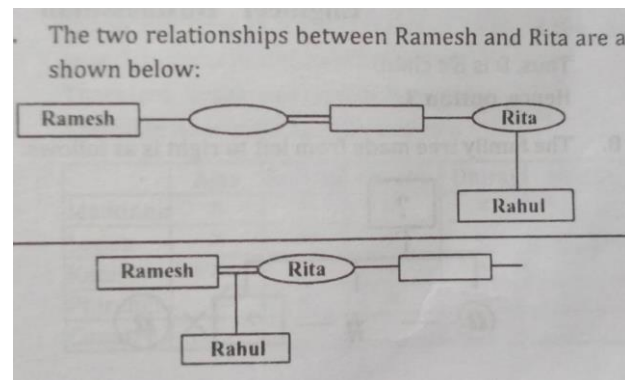 The two relationships between Ramesh and Rita are a
shown below:
Ramesh
Rita
Rahul
Ramesh
Rita
Rahul